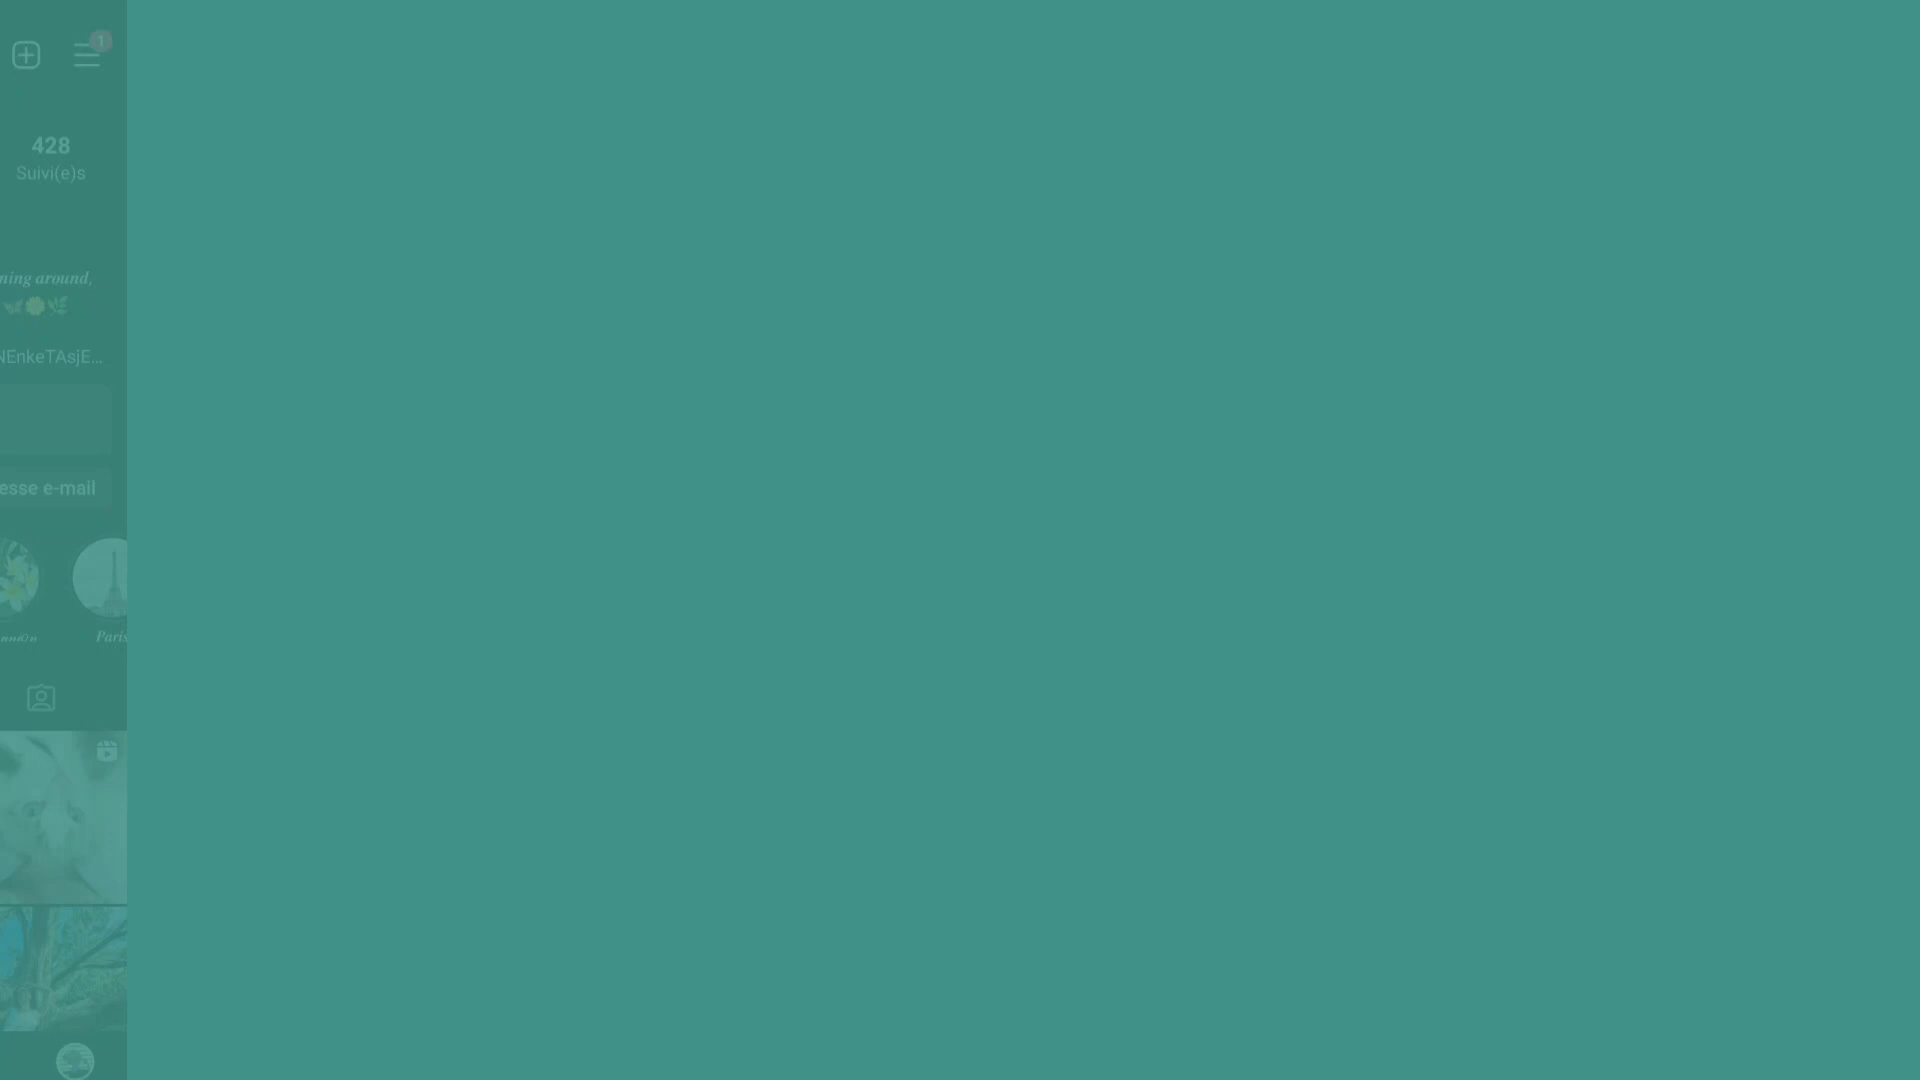 1
428
Suivi(e)s
ning around,
NEnkeTAsjE...
esse e-mail
Paris